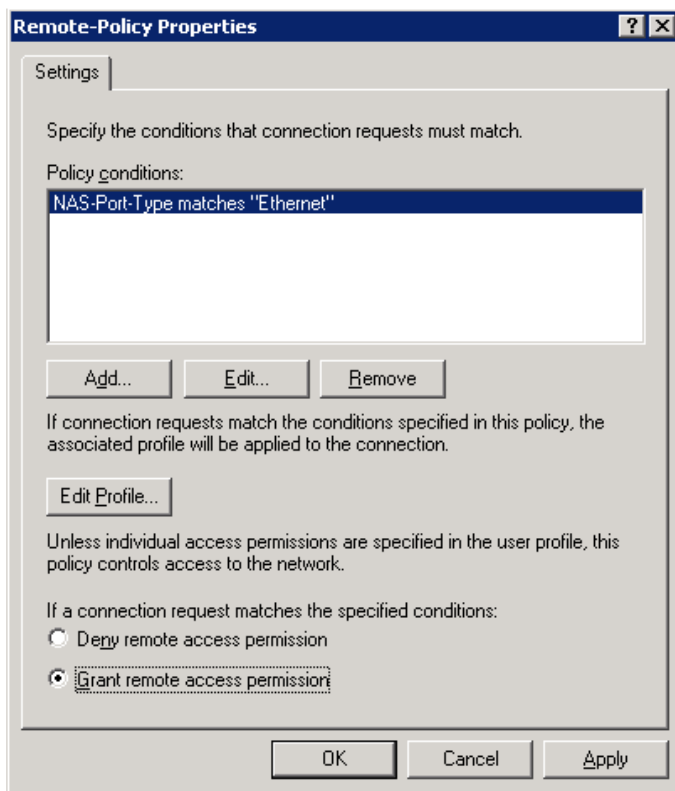 Remote-Policy Properties
Settings
Specify the conditions that connection requests must match.
Policy conditions:
NAS-Port-Type matches "Ethernet"
Add... Edit... Remove
If connection requests match the conditions specified in this policy, the
associated profile will be applied to the connection.
Edit Profile...
Unless individual access permissions are specified in the user profile, this
policy controls access to the network.
If a connection request matches the specified conditions:
Deny remote access permission
Grant remote access permission
OK Cancel Apply